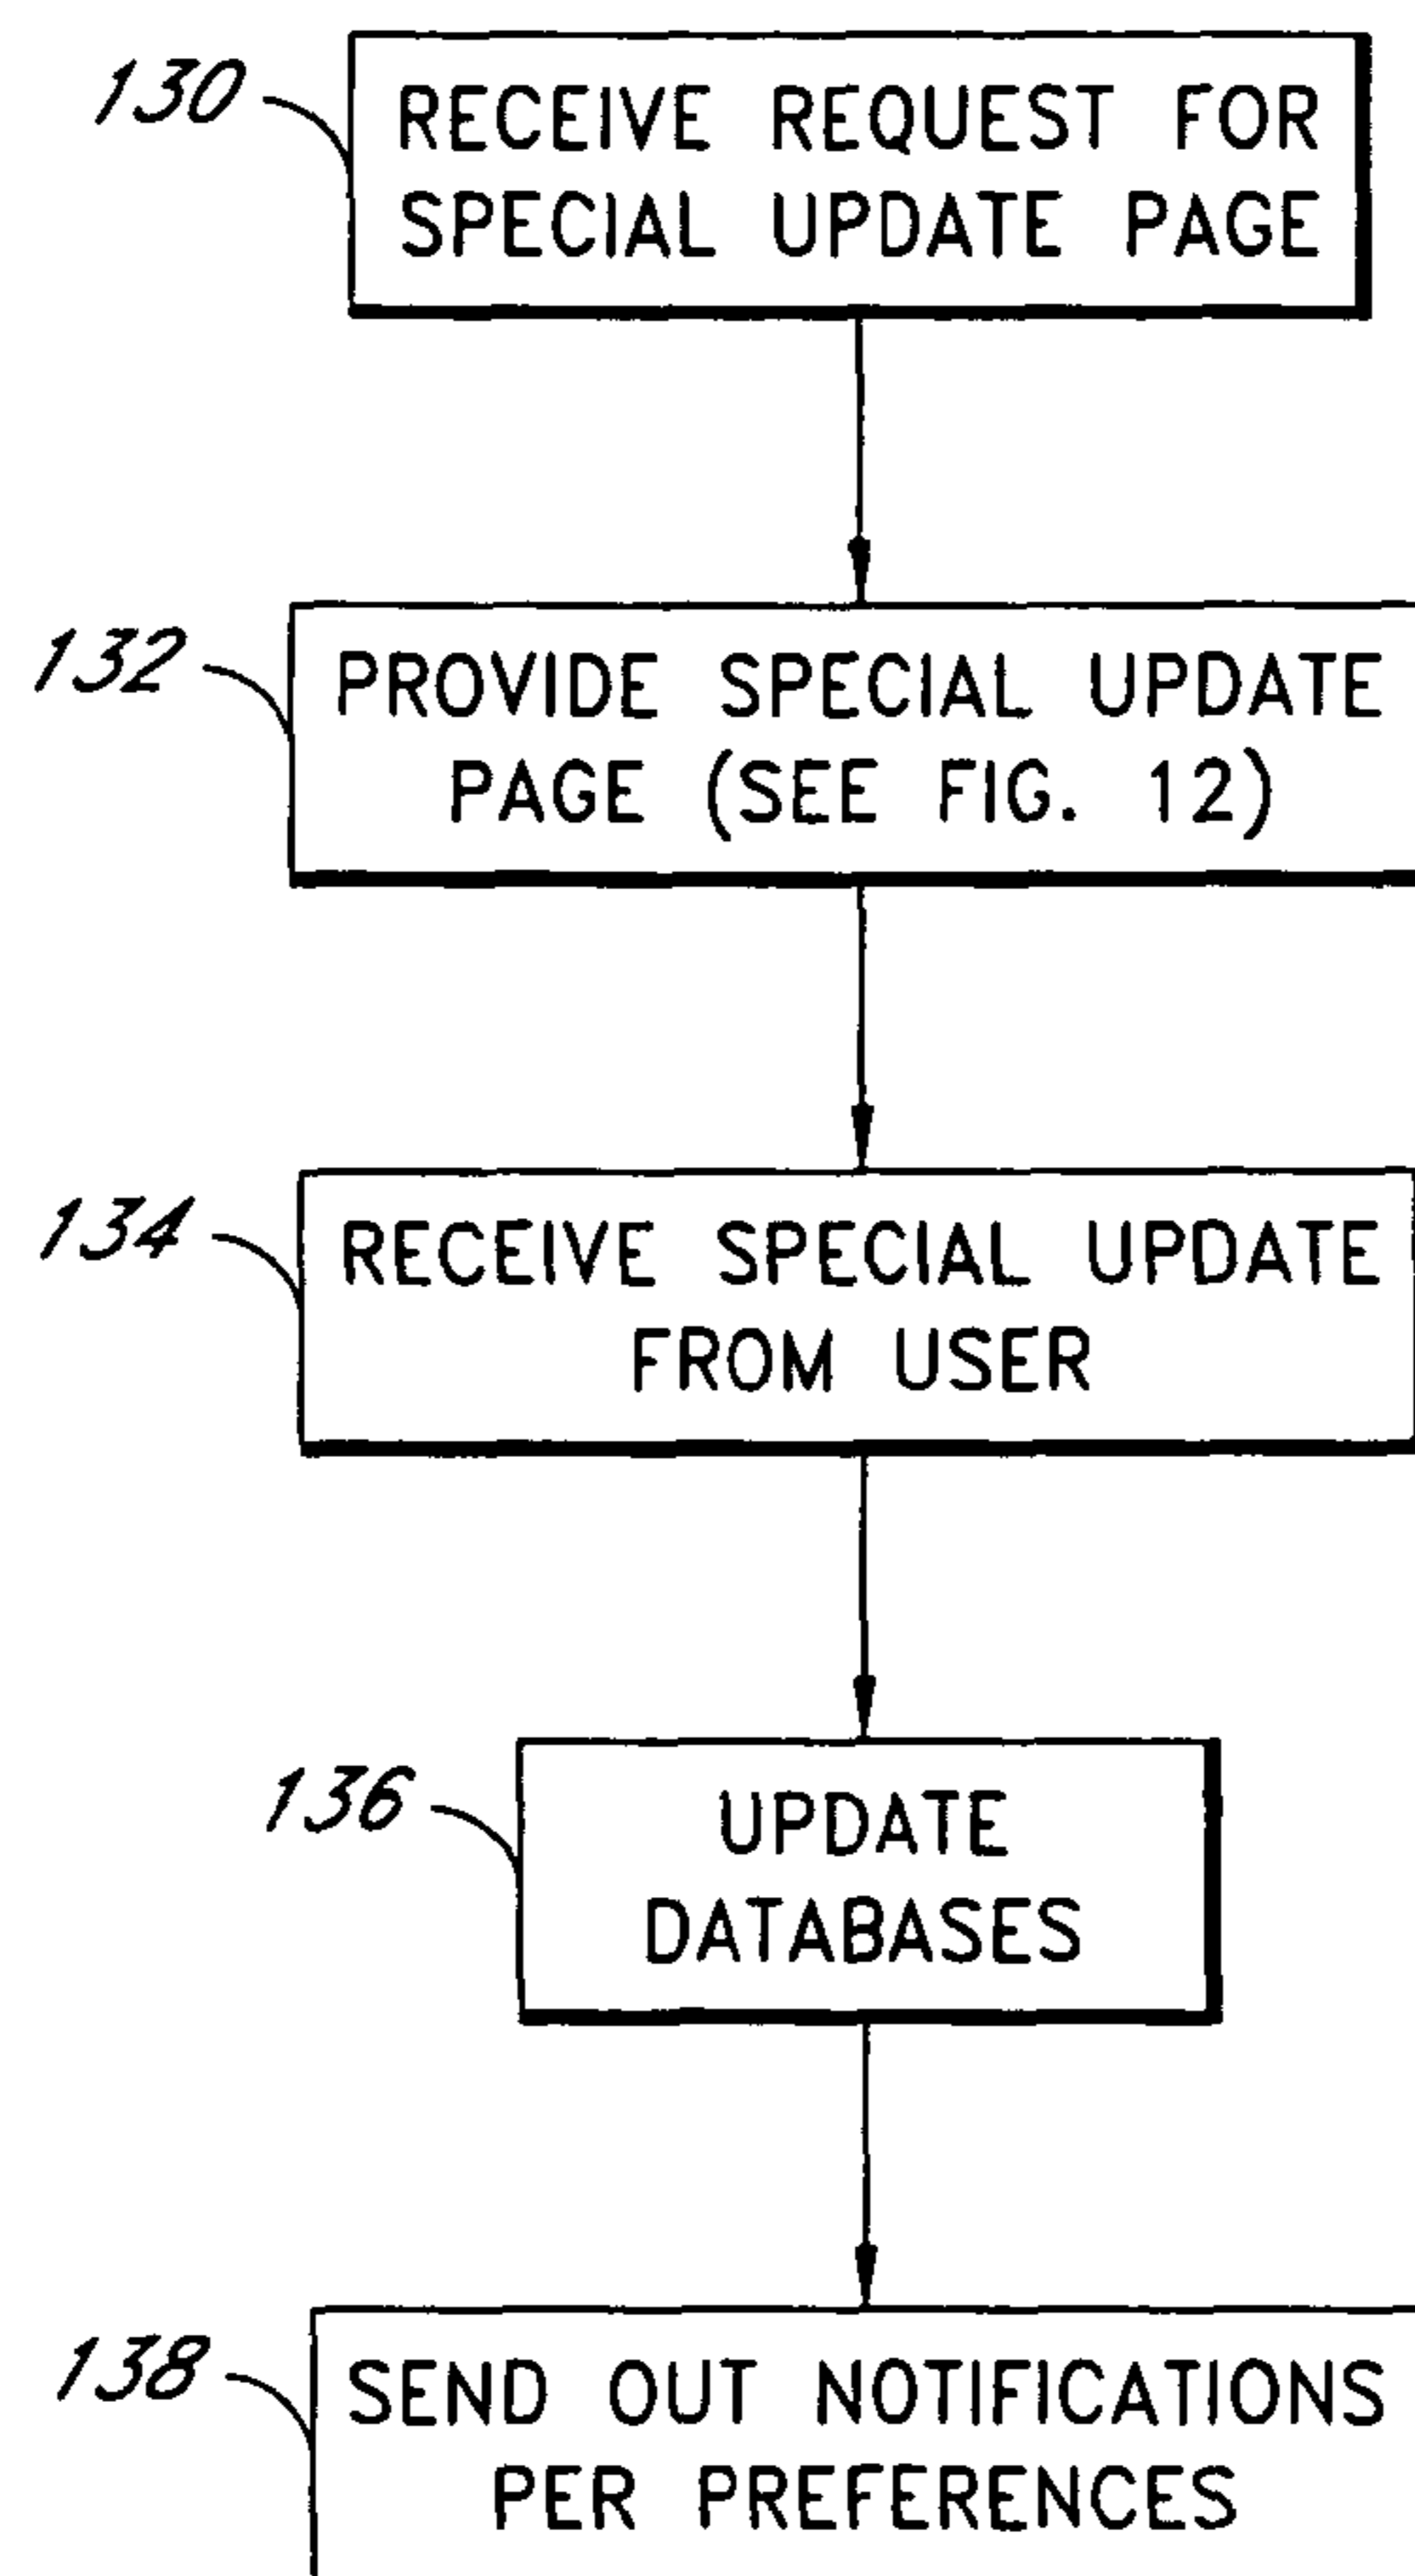 130
RECEIVE REQUEST FOR
SPECIAL UPDATE PAGE
132
PROVIDE SPECIAL UPDATE
PAGE (SEE FIG. 12)
134
RECEIVE SPECIAL UPDATE
FROM USER
136
UPDATE
DATABASES
138
SEND OUT NOTIFICATIONS
PER PREFERENCES